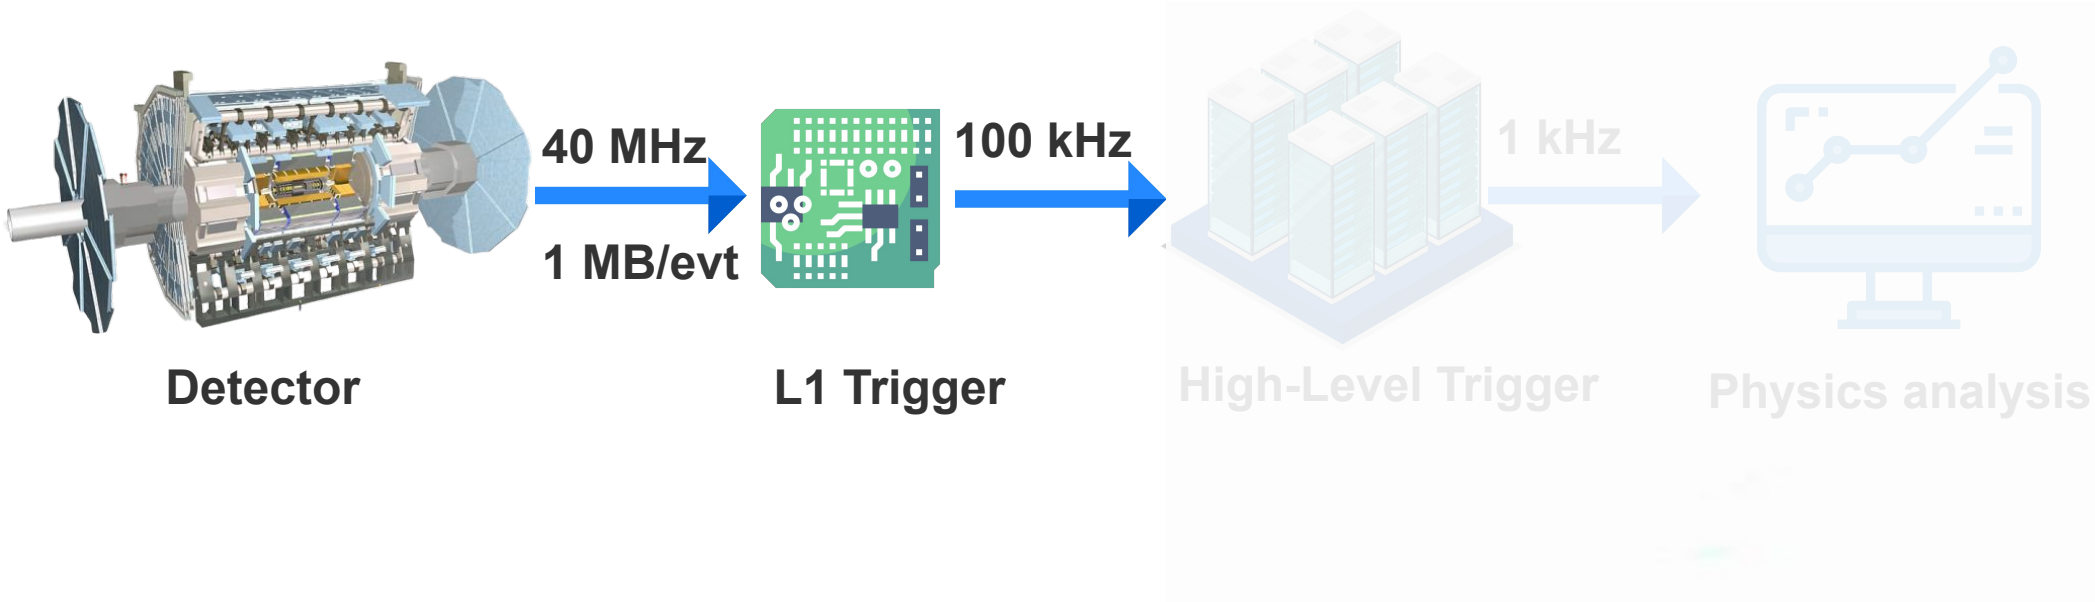 40 MHz
1 MB/evt
100 kHz
1 kHz
Detector
L1 Trigger
High-Level Trigger
Physics analysis